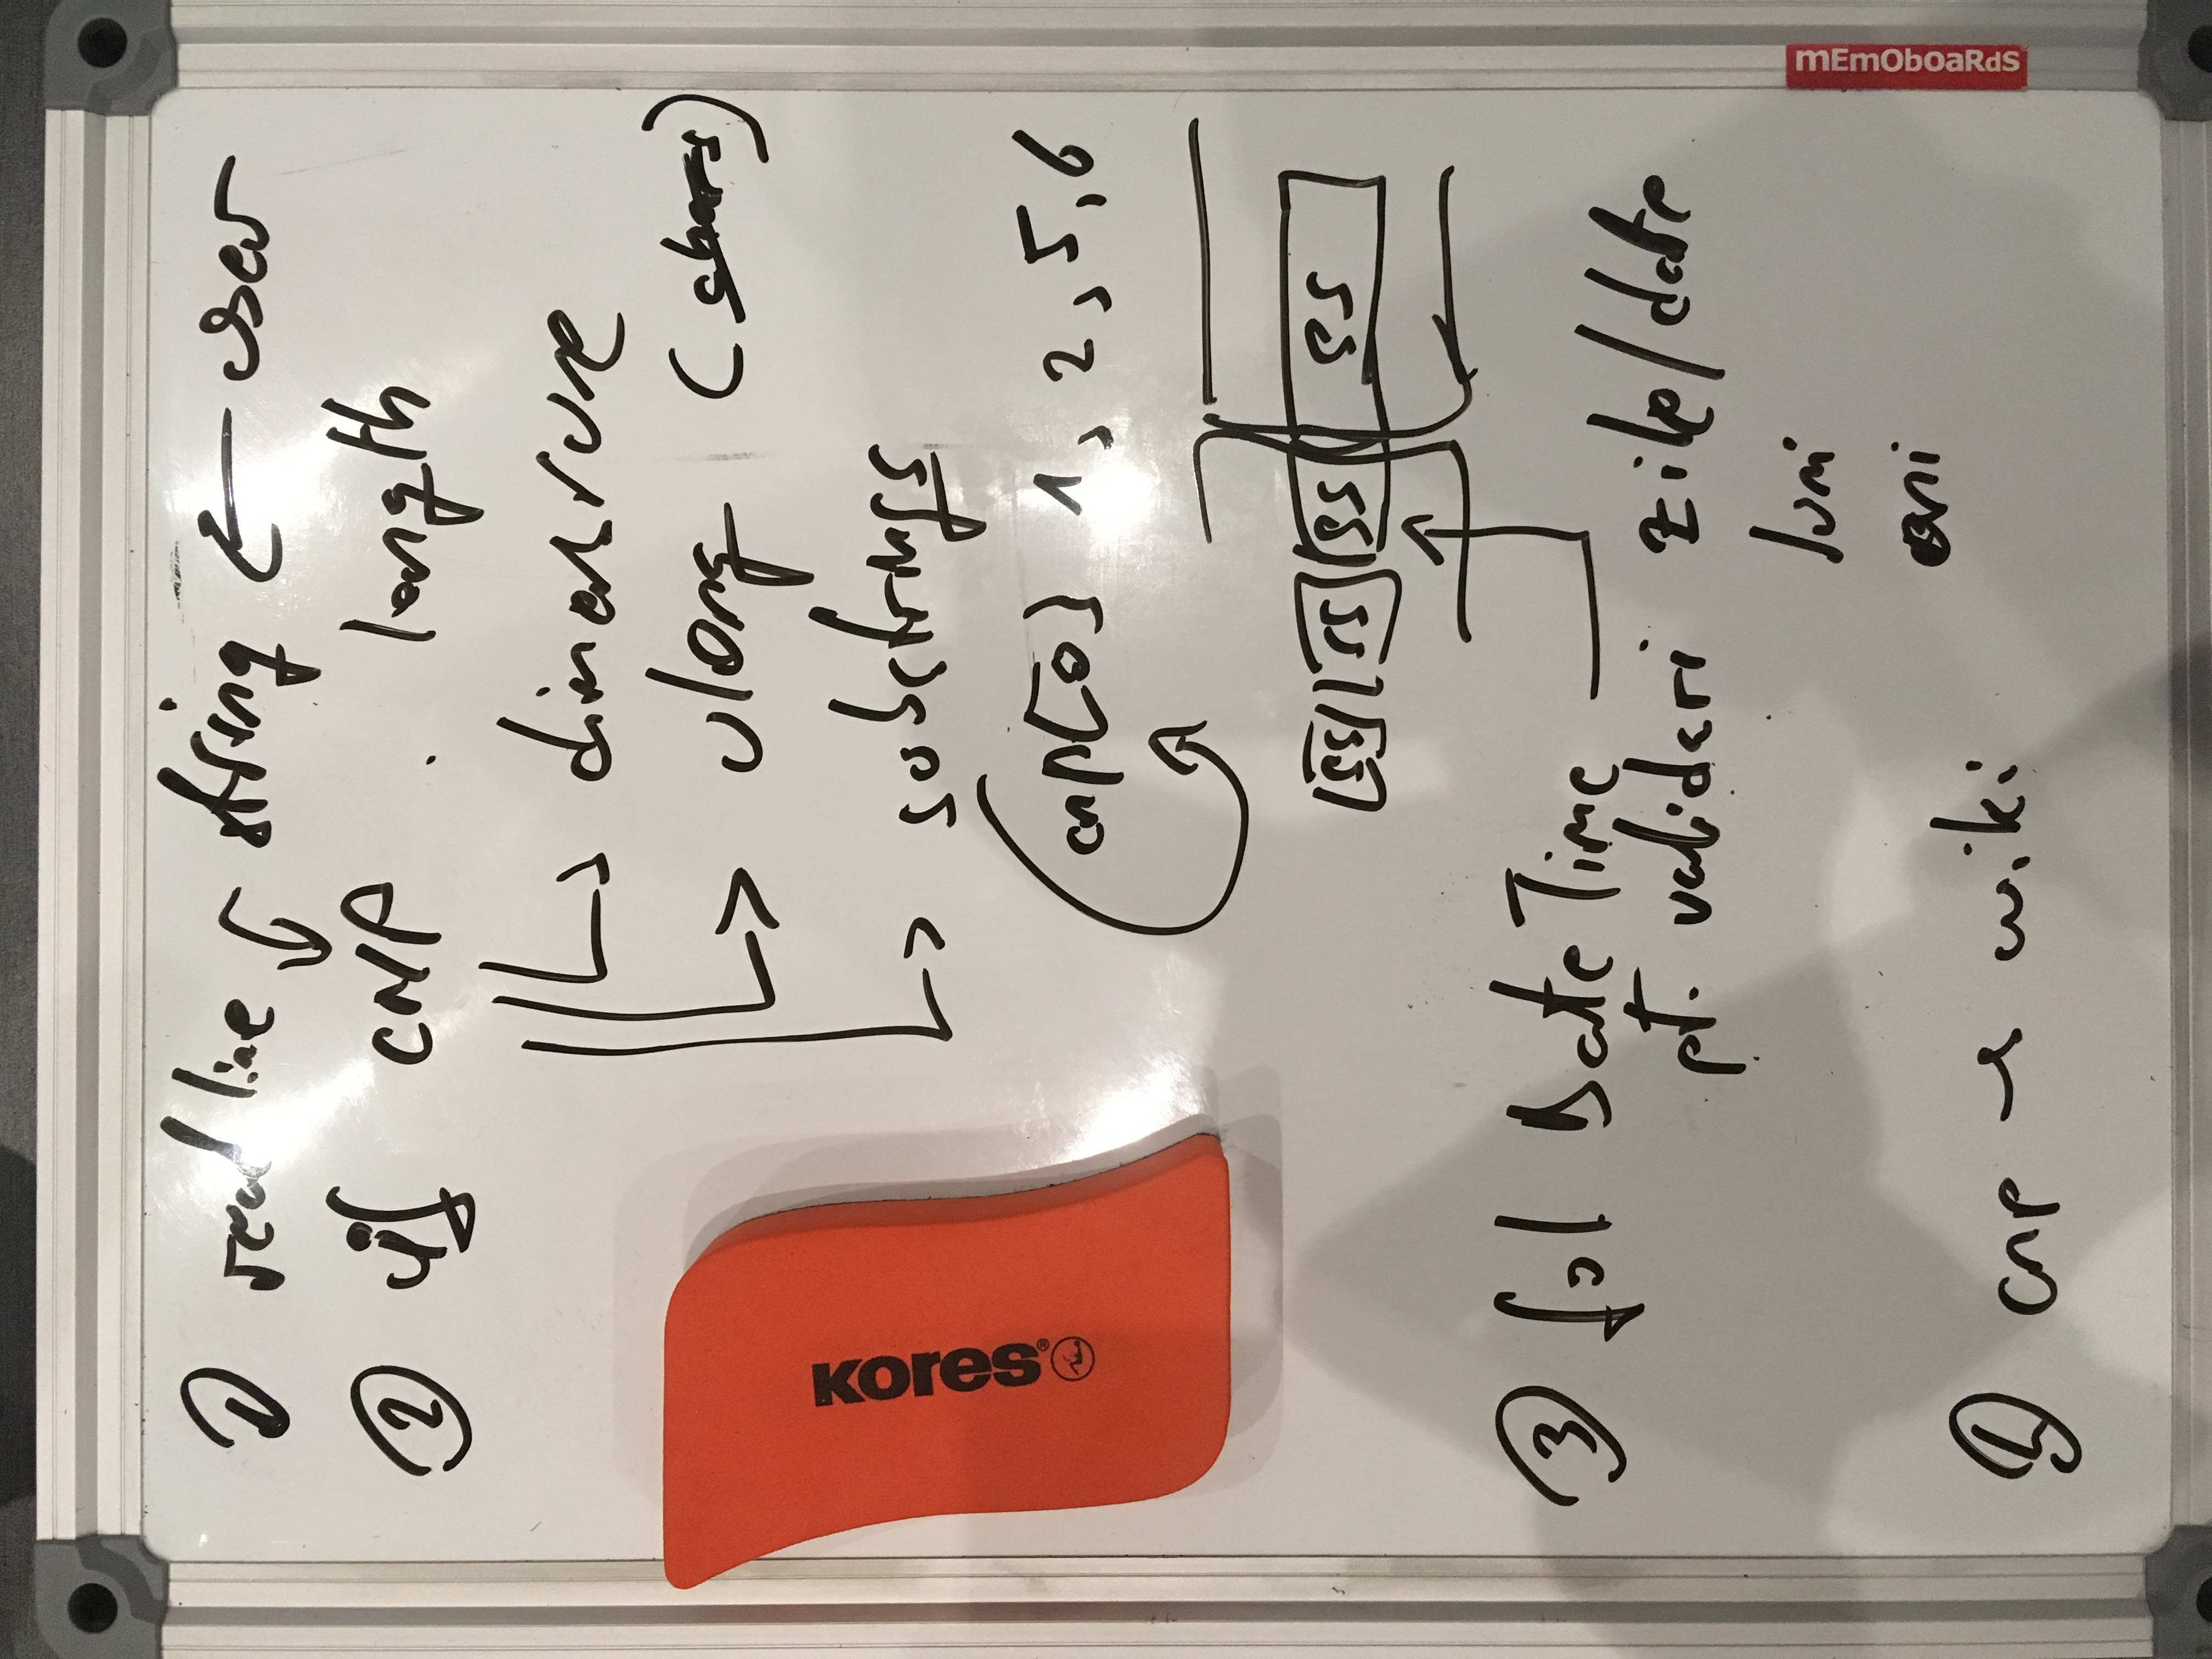 ① read line string ← user
② if CNP . length
dimensiune
ulong (chars)
substrings
cnp[0] 1, 2, 5, 6
ss ss ss ss
③ fol DateTime
pt. validari zile/date
luni
ani
cnp → wiki
kores®
mEmObOaRdS